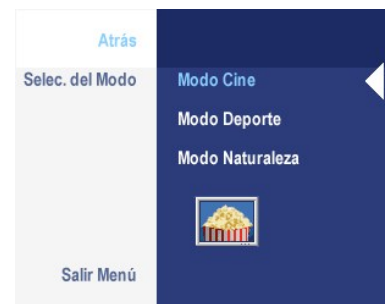 Atrás
Selec. del Modo
Modo Cine
Modo Deporte
Modo Naturaleza
Salir Menú